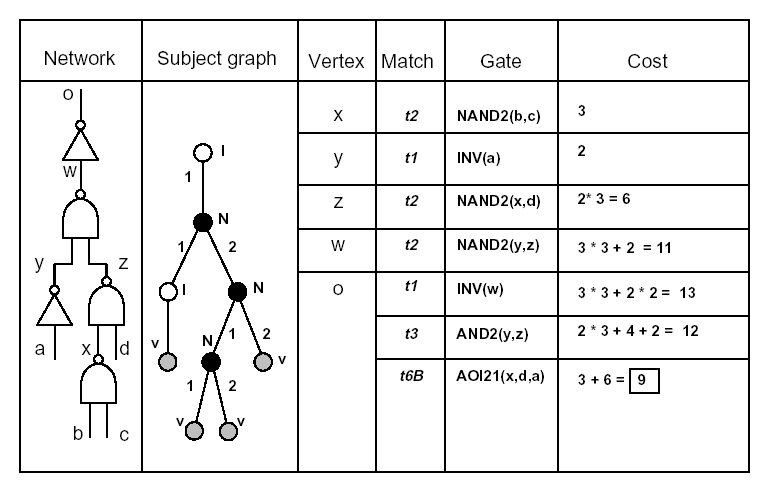 Network Subject graph Vertex Match Gate Cost
o
w
y z
a x d
b c
I
1
N
1 2
I N
v N 1 2 v
1 2
v v
x t2 NAND2(b,c) 3
y t1 INV(a) 2
z t2 NAND2(x,d) 2* 3 = 6
w t2 NAND2(y,z) 3 * 3 + 2 = 11
o t1 INV(w) 3 * 3 + 2 * 2 = 13
t3 AND2(y,z) 2 * 3 + 4 + 2 = 12
t6B AOI21(x,d,a) 3 + 6 = 9